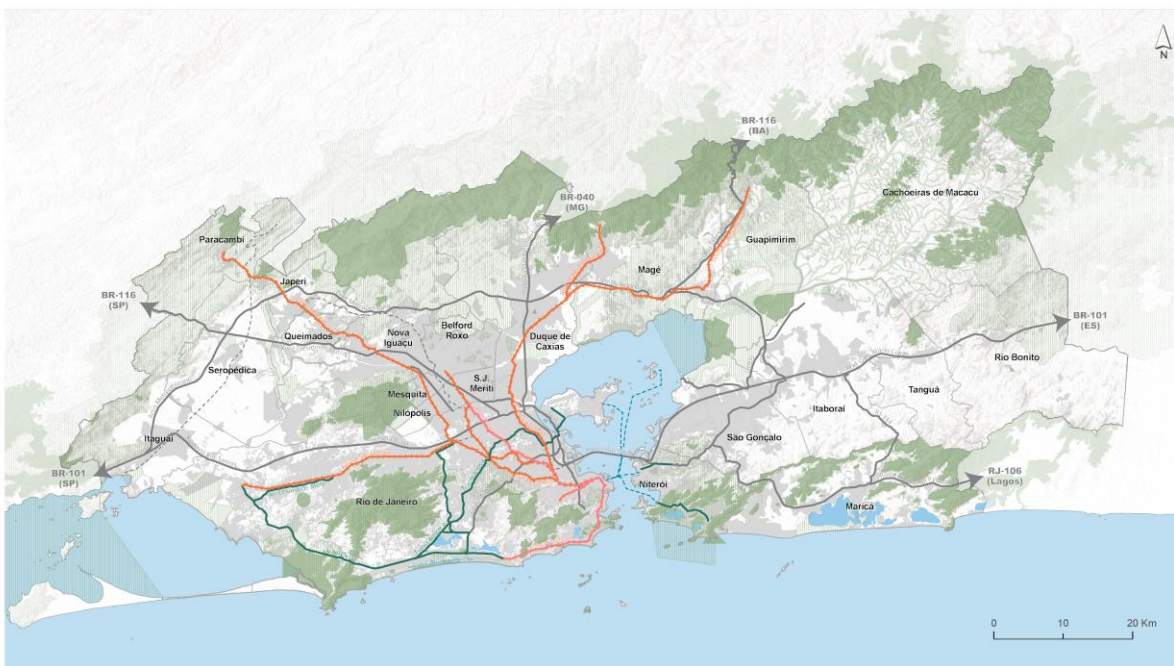 N
BR-116
(BA)
BR-040
(MG)
Cachoeiras de Macacu
Paracambi
Guapimirim
Magé
Japeri
BR-116
(SP)
BR-101
(ES)
Queimados
Nova
Iguaçu
Belford
Roxo
Duque de
Caxias
Rio Bonito
Seropédica
S.J.
Meriti
Tanguá
Mesquita
Nilópolis
Itaboraí
Itaguaí
São Gonçalo
BR-101
(SP)
Niterói
RJ-106
(Lagos)
Rio de Janeiro
Maricá
0 10 20 Km